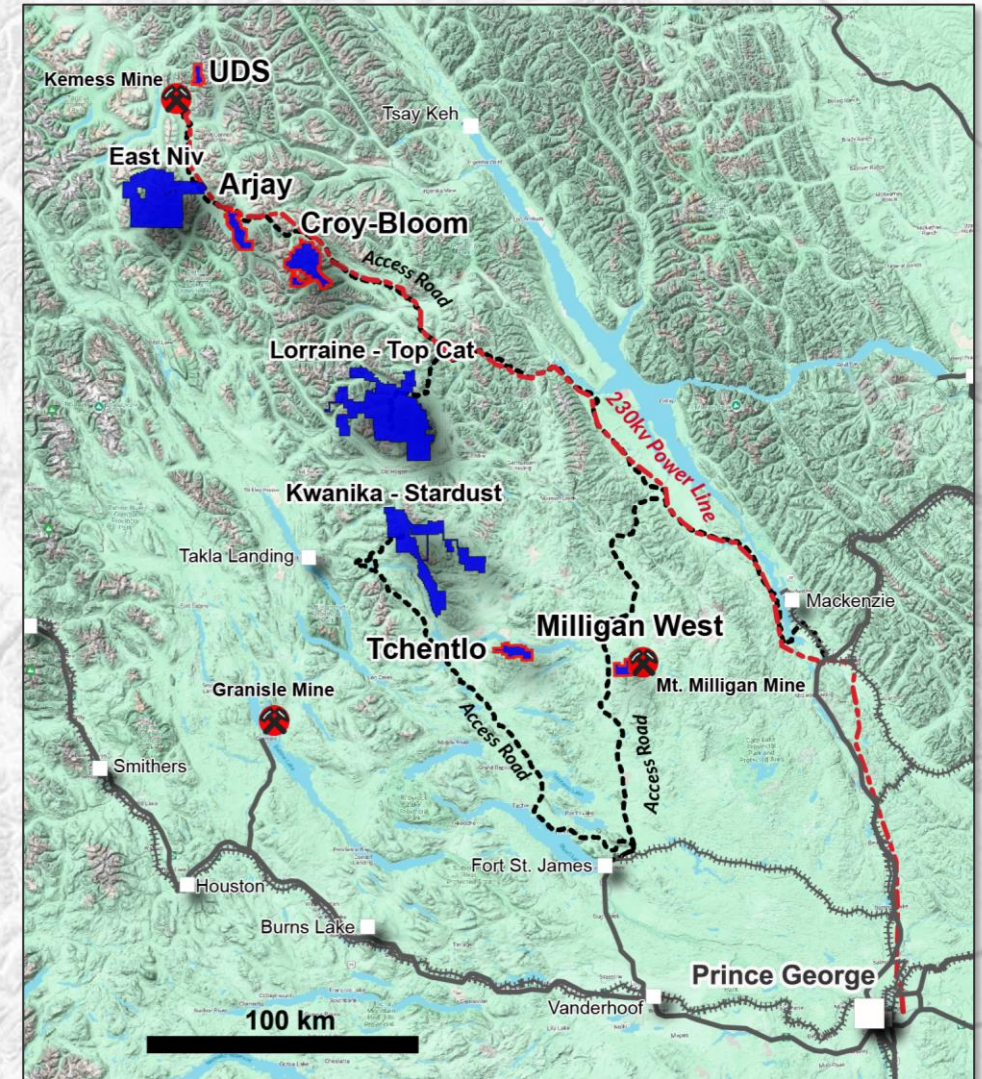 Kemess Mine
UDS
Tsay Keh
East Niv
Arjay
Croy-Bloom
Access Road
Lorraine - Top Cat
230kv Power Line
Kwanika - Stardust
Takla Landing
Mackenzie
Milligan West
Tchentlo
Mt. Milligan Mine
Granisle Mine
Access Road
Access Road
Smithers
Fort St. James
Houston
Burns Lake
Prince George
Vanderhoof
100 km